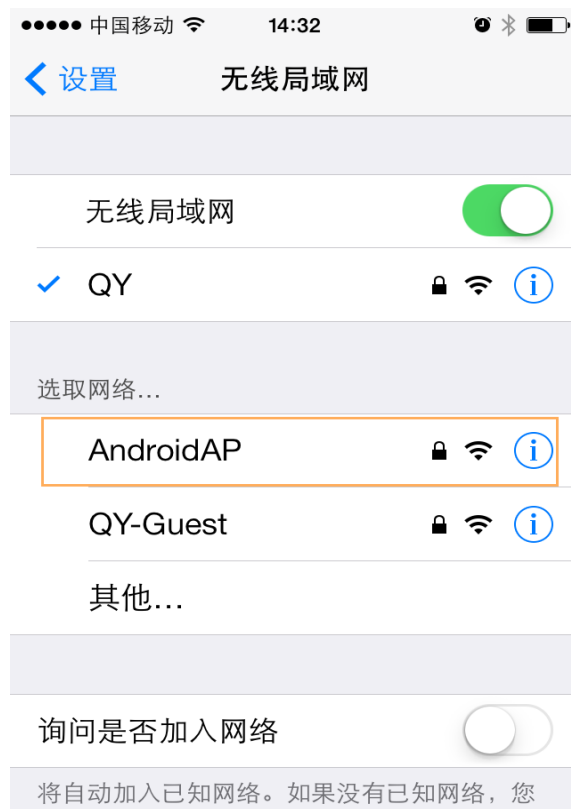 中国移动 14:32
设置 无线局域网
无线局域网
QY
选取网络...
AndroidAP
QY-Guest
其他...
询问是否加入网络
将自动加入已知网络。如果没有已知网络，您